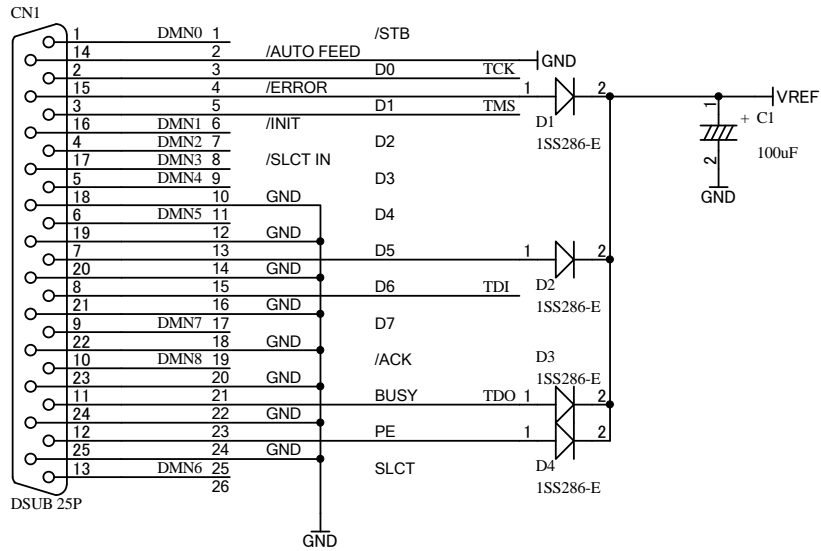 CN1
1 DMN0 1 /STB
14 2 /AUTO FEED GND
2 3 D0 TCK
15 4 /ERROR 1 2 VREF
3 5 D1 TMS D1 1 + C1
16 DMN1 6 /INIT 1SS286-E
4 DMN2 7 D2 100uF
17 DMN3 8 /SLCT IN 2
5 DMN4 9 D3
18 10 GND GND
6 DMN5 11 D4
19 12 GND
7 13 D5 1 2
20 14 GND D2
8 15 D6 TDI 1SS286-E
21 16 GND
9 DMN7 17 D7
22 18 GND
10 DMN8 19 /ACK D3
23 20 GND 1SS286-E
11 21 BUSY TDO 1 2
24 22 GND
12 23 PE 1 2
25 24 GND D4
13 DMN6 25 SLCT 1SS286-E
26
DSUB 25P
GND